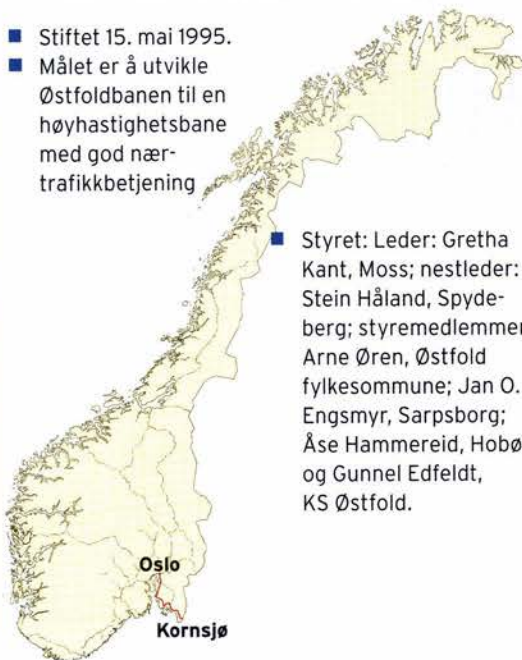 Stiftet 15. mai 1995.
Målet er å utvikle
Østfoldbanen til en
høyhastighetsbane
med god nær-
trafikkbetjening
Styret: Leder: Gretha
Kant, Moss; nestleder:
Stein Håland, Spyde-
berg; styremedlemmer
Arne Øren, Østfold
fylkesommune; Jan O.
Engsmyr, Sarpsborg;
Åse Hammereid, Hobø
og Gunnel Edfeldt,
KS Østfold.
Oslo
Kornsjø